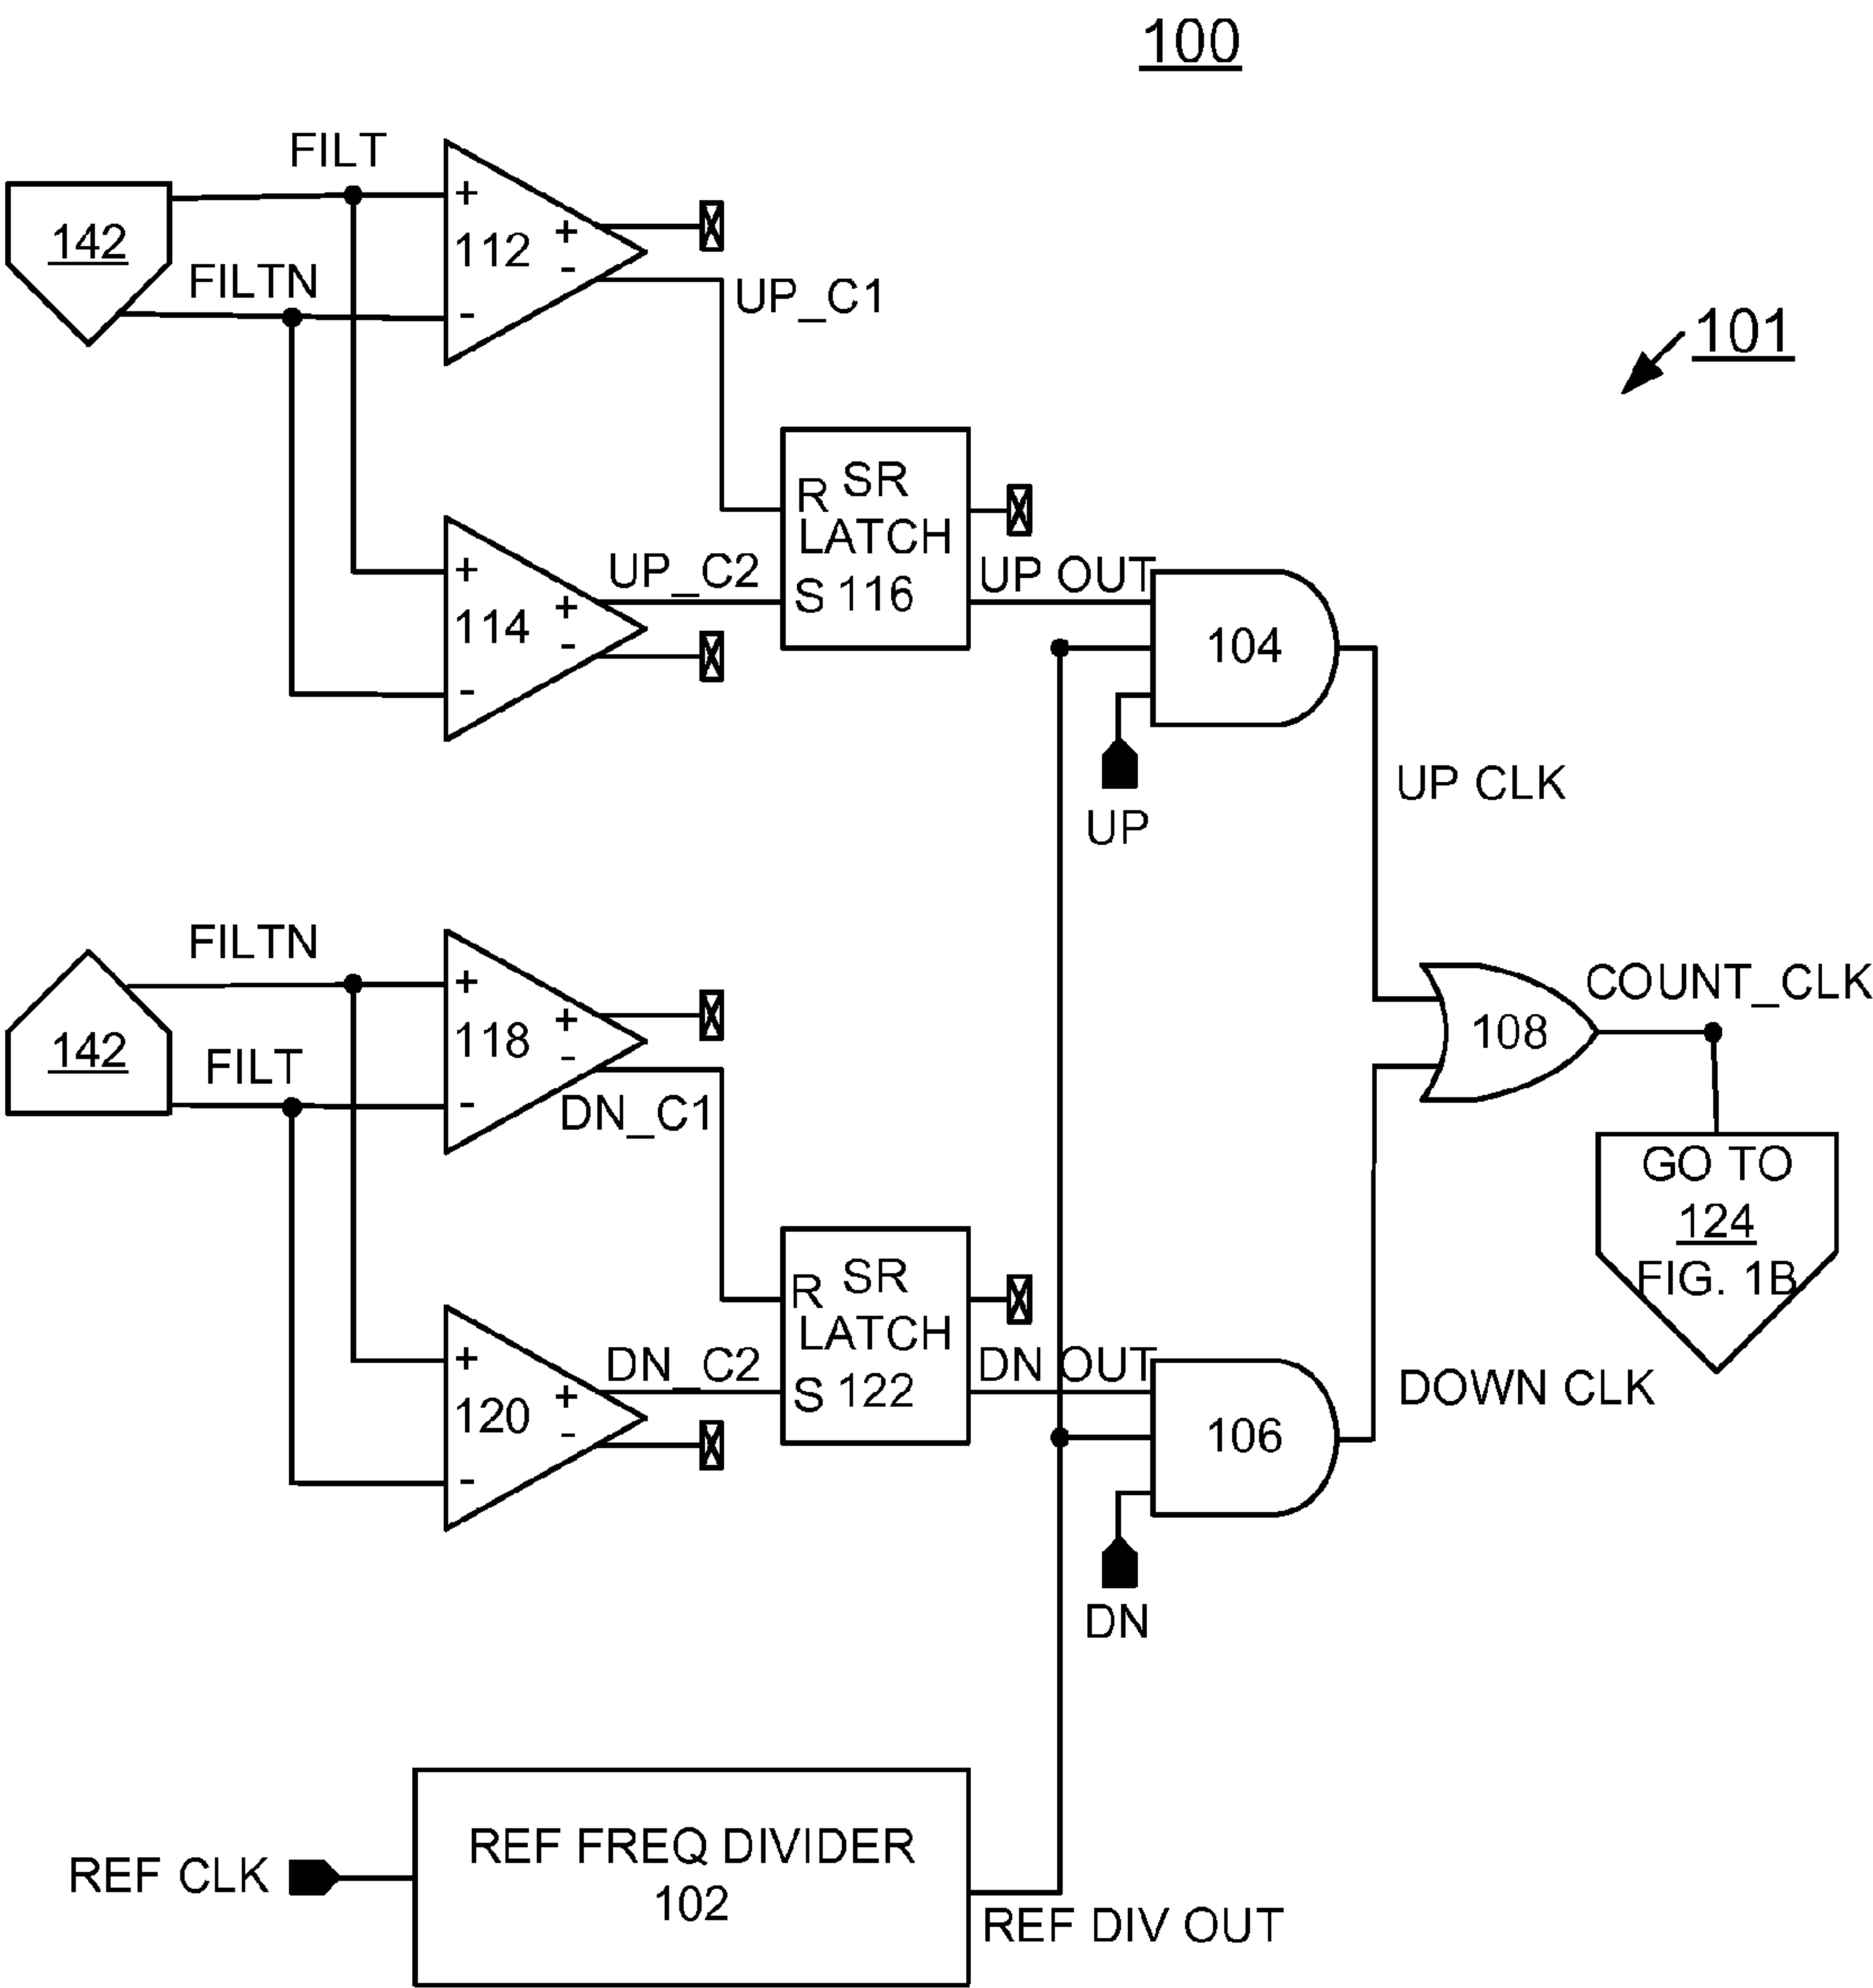 100
FILT
142
+
112
+
-
FILTN
-
UP_C1
101
R SR
LATCH
S 116
+
114
+
-
-
UP_C2
UP OUT
104
UP
UP CLK
FILTN
+
118
+
-
142
FILT
-
DN_C1
COUNT_CLK
108
GO TO
124
FIG. 1B
R SR
LATCH
S 122
+
120
+
-
-
DN_C2
DN OUT
106
DOWN CLK
DN
REF CLK
REF FREQ DIVIDER
102
REF DIV OUT